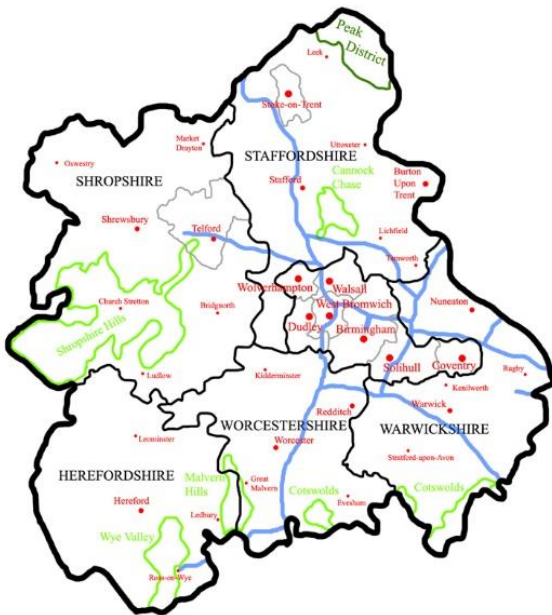 Peak
District
Leek
Stoke-on-Trent
Market
Drayton
Uttoxeter
Oswestry
STAFFORDSHIRE
SHROPSHIRE
Stafford
Cannock
Chase
Burton
Upon
Trent
Shrewsbury
Telford
Lichfield
Tamworth
Wolverhampton
Walsall
Church Stretton
Bridgnorth
West Bromwich
Nuneaton
Shropshire Hills
Dudley
Birmingham
Solihull
Coventry
Ludlow
Kidderminster
Rugby
Kenilworth
Redditch
Warwick
Leominster
WORCESTERSHIRE
WARWICKSHIRE
Worcester
Stratford-upon-Avon
HEREFORDSHIRE
Malvern
Hills
Great
Malvern
Cotswolds
Cotswolds
Evesham
Hereford
Ledbury
Wye Valley
Ross-on-Wye